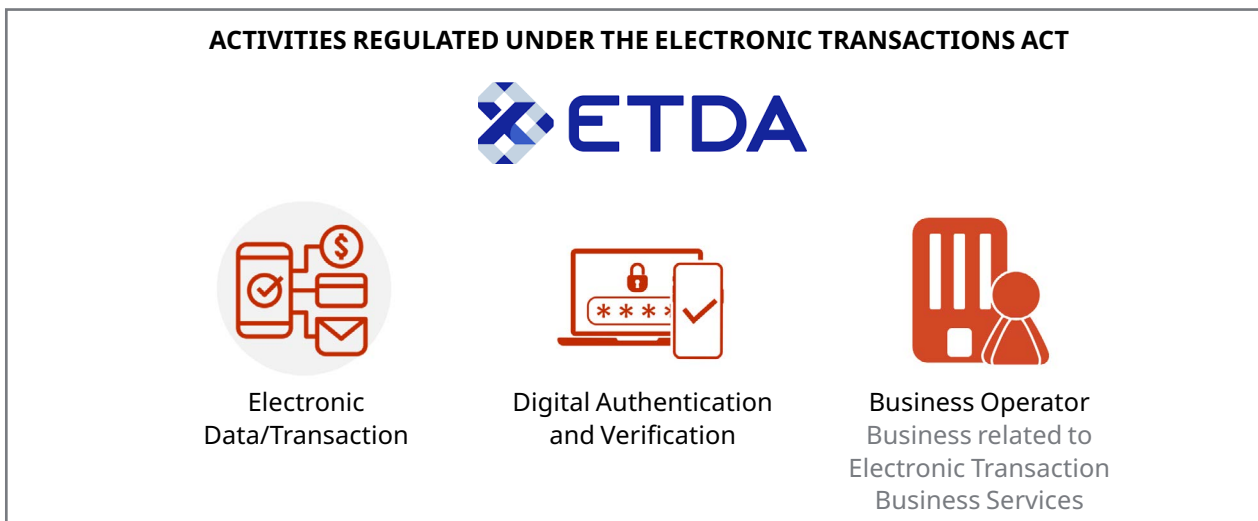 ACTIVITIES REGULATED UNDER THE ELECTRONIC TRANSACTIONS ACT
ETDA
$
****
Electronic
Data/Transaction
Digital Authentication
and Verification
Business Operator
Business related to
Electronic Transaction
Business Services